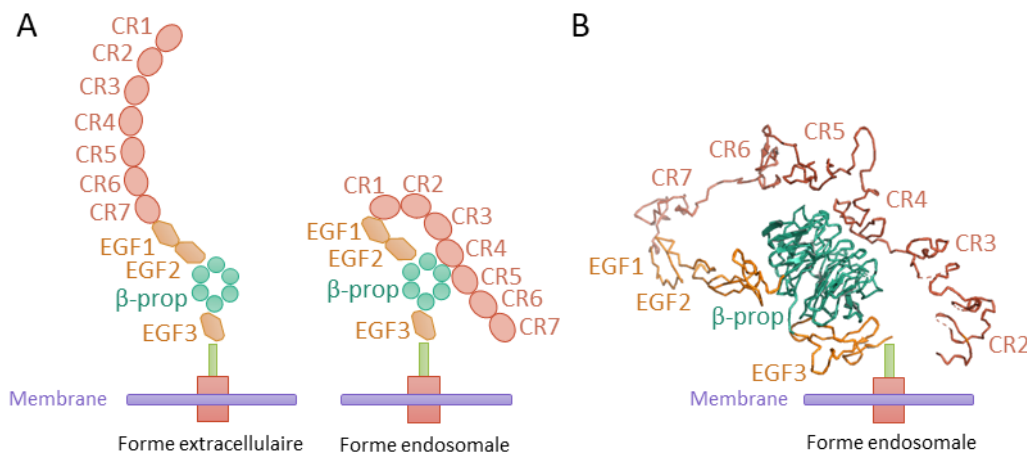 A
CR1
CR2
CR3
CR4
CR5
CR6
CR7
EGF1
EGF2
β-prop
EGF3
Membrane
Forme extracellulaire
CR1
CR2
CR3
CR4
CR5
CR6
CR7
EGF1
EGF2
β-prop
EGF3
Forme endosomale
B
CR5
CR6
CR7
CR4
CR3
EGF1
EGF2
β-prop
CR2
EGF3
Membrane
Forme endosomale